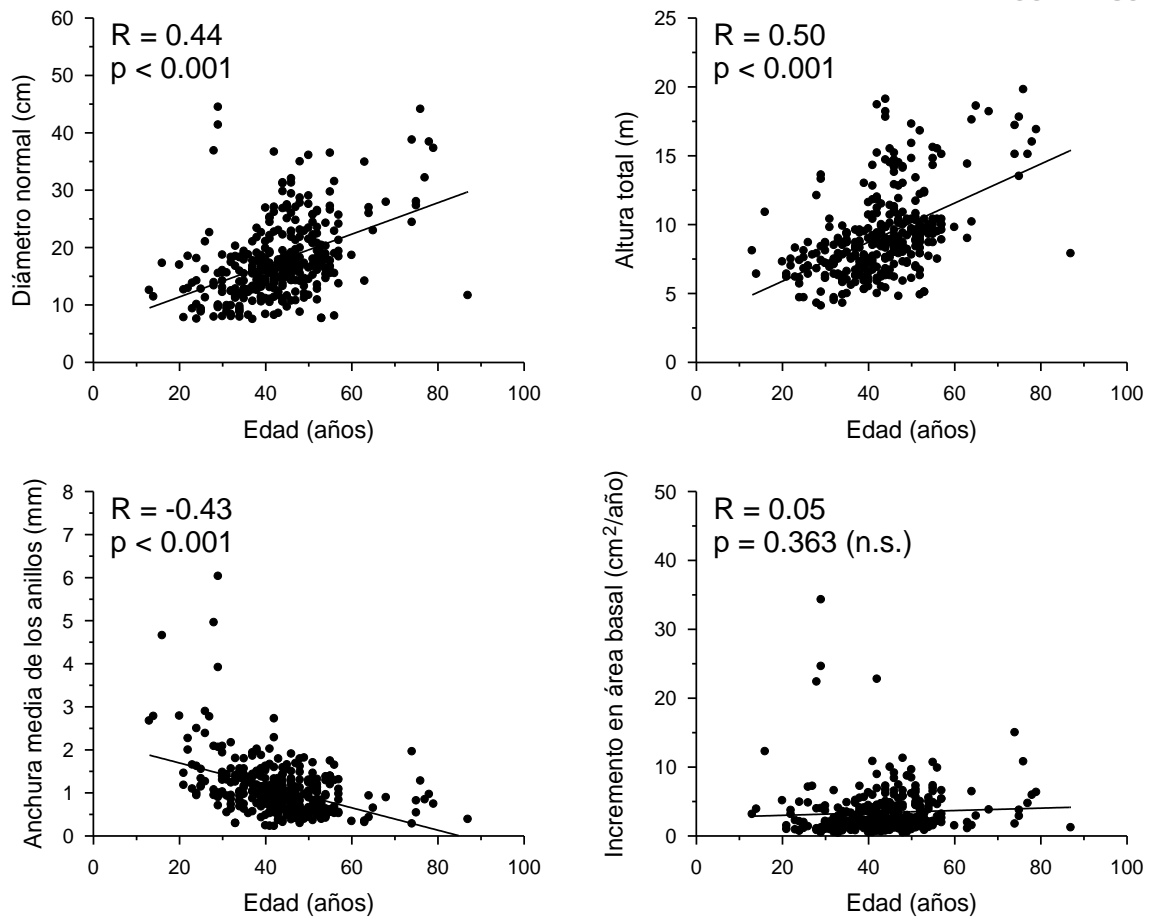 R = 0.44
p < 0.001
Diámetro normal (cm)
60
50
40
30
20
10
0
0 20 40 60 80 100
Edad (años)
R = 0.50
p < 0.001
Altura total (m)
25
20
15
10
5
0
0 20 40 60 80 100
Edad (años)
R = -0.43
p < 0.001
Anchura media de los anillos (mm)
8
7
6
5
4
3
2
1
0
0 20 40 60 80 100
Edad (años)
R = 0.05
p = 0.363 (n.s.)
Incremento en área basal (cm²/año)
50
40
30
20
10
0
0 20 40 60 80 100
Edad (años)